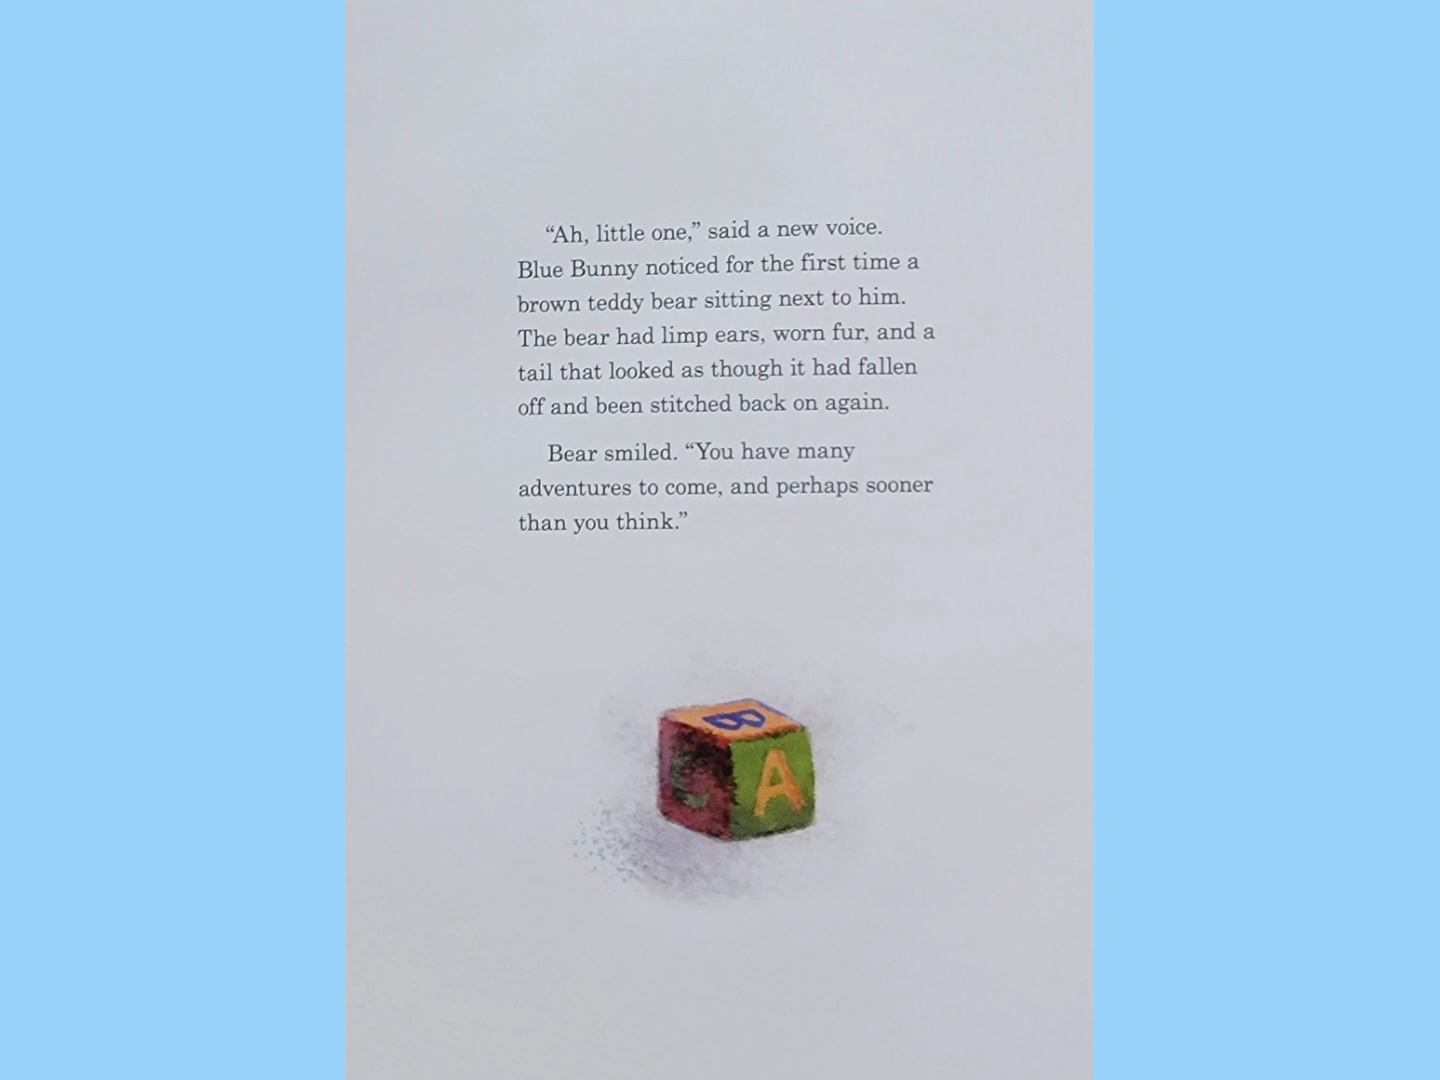 “Ah, little one,” said a new voice.
Blue Bunny noticed for the first time a
brown teddy bear sitting next to him.
The bear had limp ears, worn fur, and a
tail that looked as though it had fallen
off and been stitched back on again.
Bear smiled. “You have many
adventures to come, and perhaps sooner
than you think.”
B
C A